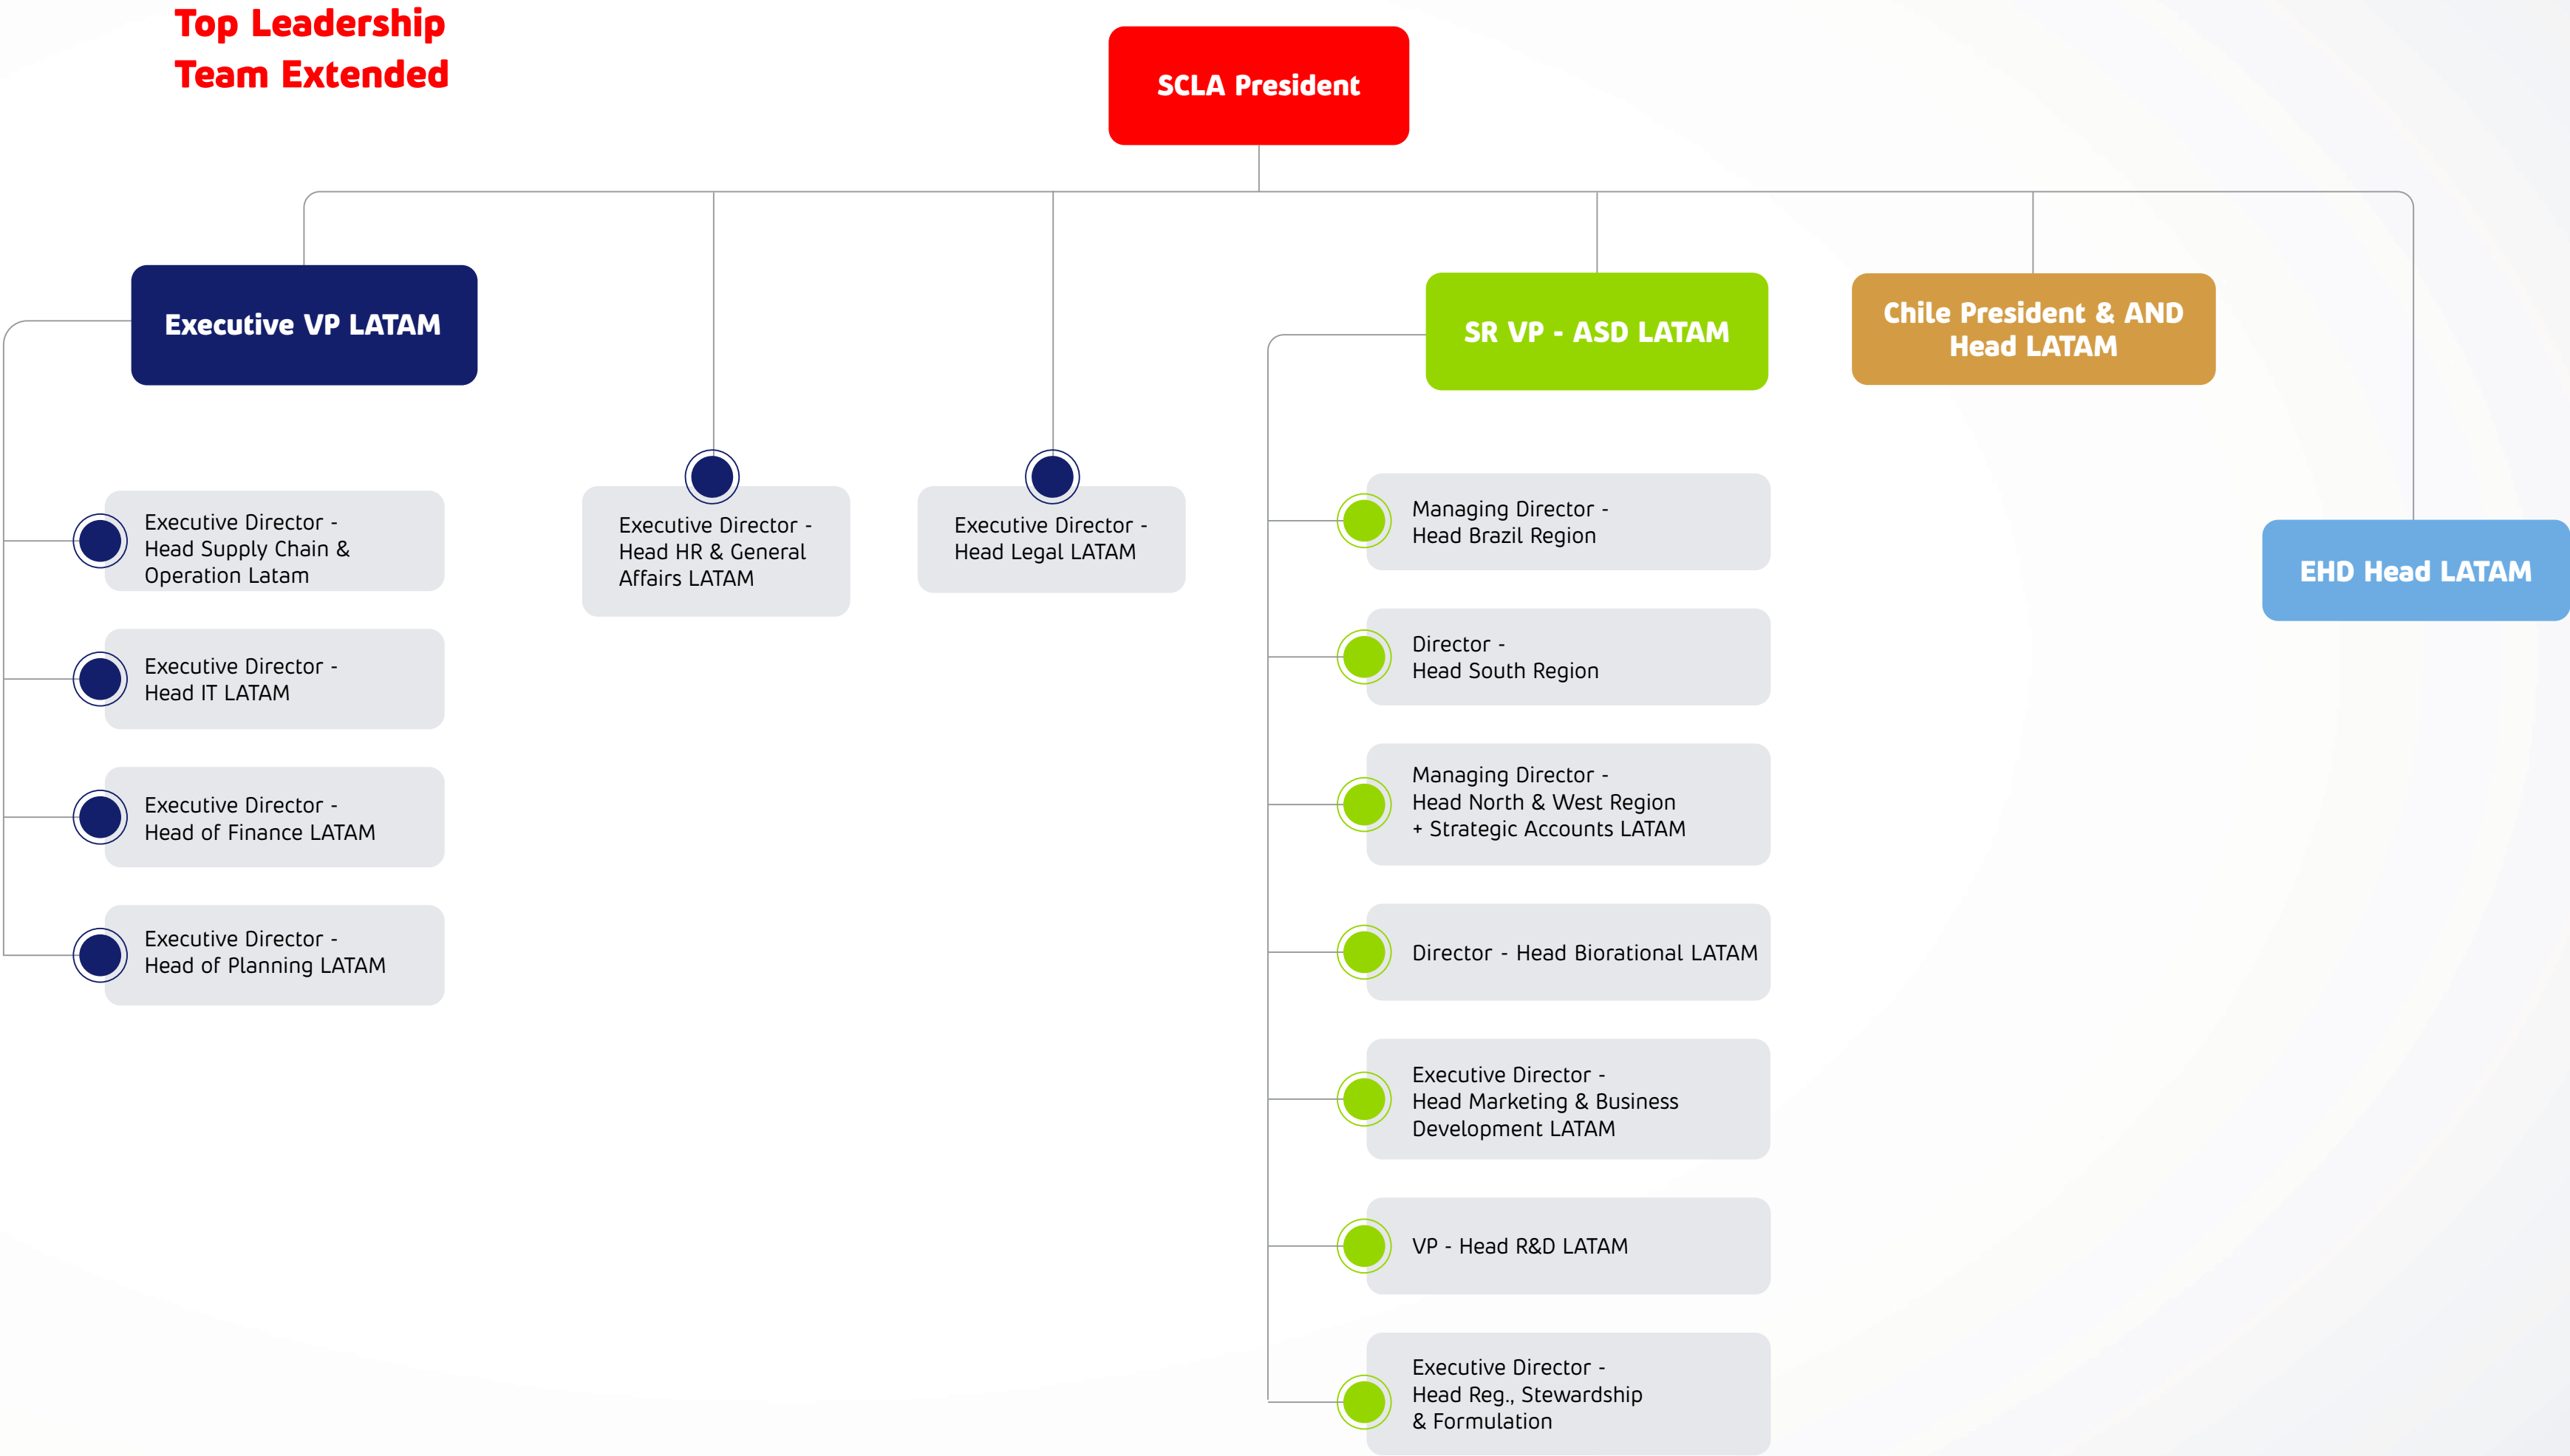 Top Leadership
Team Extended
SCLA President
Executive VP LATAM
SR VP - ASD LATAM
Chile President & AND
Head LATAM
EHD Head LATAM
Executive Director -
Head Supply Chain &
Operation Latam
Executive Director -
Head IT LATAM
Executive Director -
Head of Finance LATAM
Executive Director -
Head of Planning LATAM
Executive Director -
Head HR & General
Affairs LATAM
Executive Director -
Head Legal LATAM
Managing Director -
Head Brazil Region
Director -
Head South Region
Managing Director -
Head North & West Region
+ Strategic Accounts LATAM
Director - Head Biorational LATAM
Executive Director -
Head Marketing & Business
Development LATAM
VP - Head R&D LATAM
Executive Director -
Head Reg., Stewardship
& Formulation